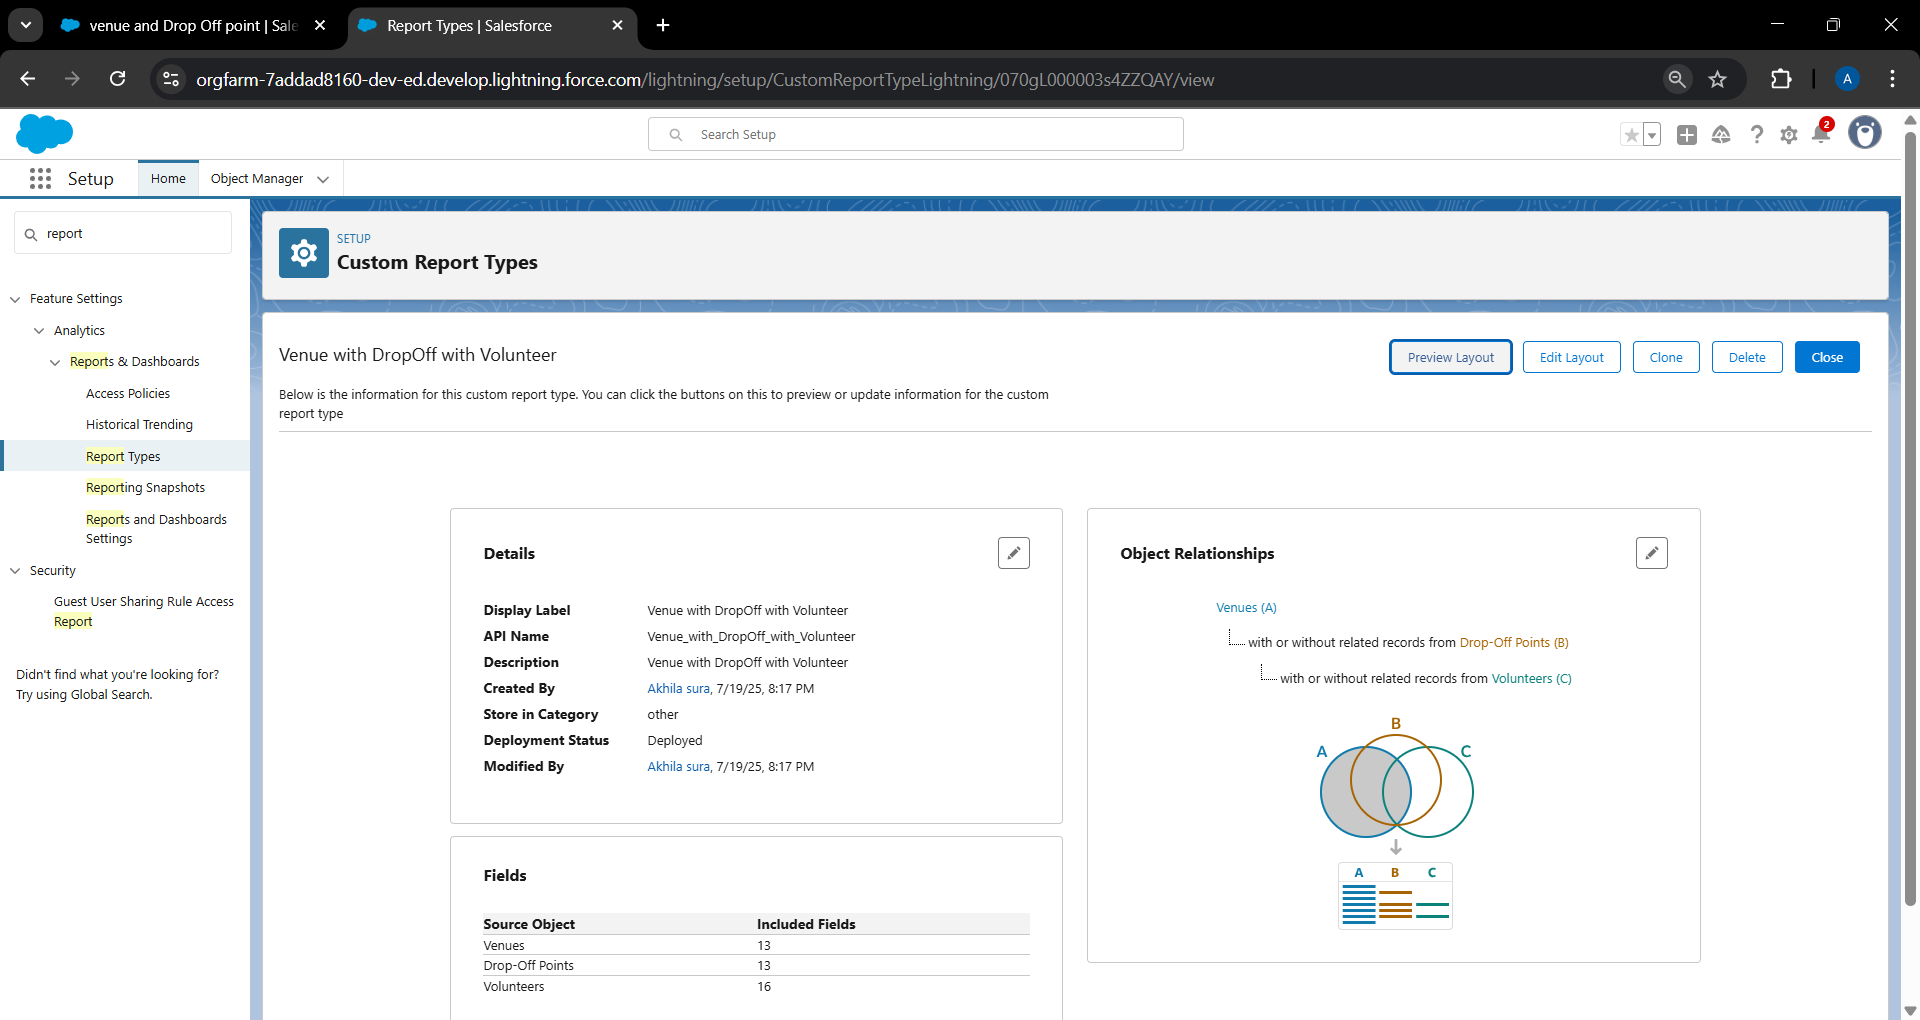 venue and Drop Off point | Sale
Report Types | Salesforce
orgfarm-7addad8160-dev-ed.develop.lightning.force.com/lightning/setup/CustomReportTypeLightning/070gL000003s4ZZQAY/view
A
Search Setup
2
Setup
Home
Object Manager
report
Feature Settings
Analytics
Reports & Dashboards
Access Policies
Historical Trending
Report Types
Reporting Snapshots
Reports and Dashboards
Settings
Security
Guest User Sharing Rule Access
Report
Didn't find what you're looking for?
Try using Global Search.
SETUP
Custom Report Types
Venue with DropOff with Volunteer
Preview Layout
Edit Layout
Clone
Delete
Close
Below is the information for this custom report type. You can click the buttons on this to preview or update information for the custom
report type
Details
Display Label Venue with DropOff with Volunteer
API Name Venue_with_DropOff_with_Volunteer
Description Venue with DropOff with Volunteer
Created By Akhila sura, 7/19/25, 8:17 PM
Store in Category other
Deployment Status Deployed
Modified By Akhila sura, 7/19/25, 8:17 PM
Fields
Source Object Included Fields
Venues 13
Drop-Off Points 13
Volunteers 16
Object Relationships
Venues (A)
with or without related records from Drop-Off Points (B)
with or without related records from Volunteers (C)
B
A C
A B C